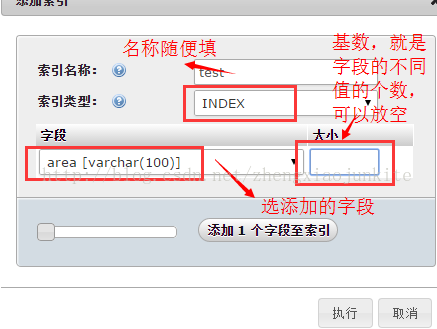 添加索引
名称随便填
基数，就是
字段的不同
值的个数，
可以放空
索引名称：
test
索引类型：
INDEX
字段
大小
area [varchar(100)]
http://blog.csdn.net/zhengxiaojunkite
选添加的字段
添加 1 个字段至索引
执行
取消